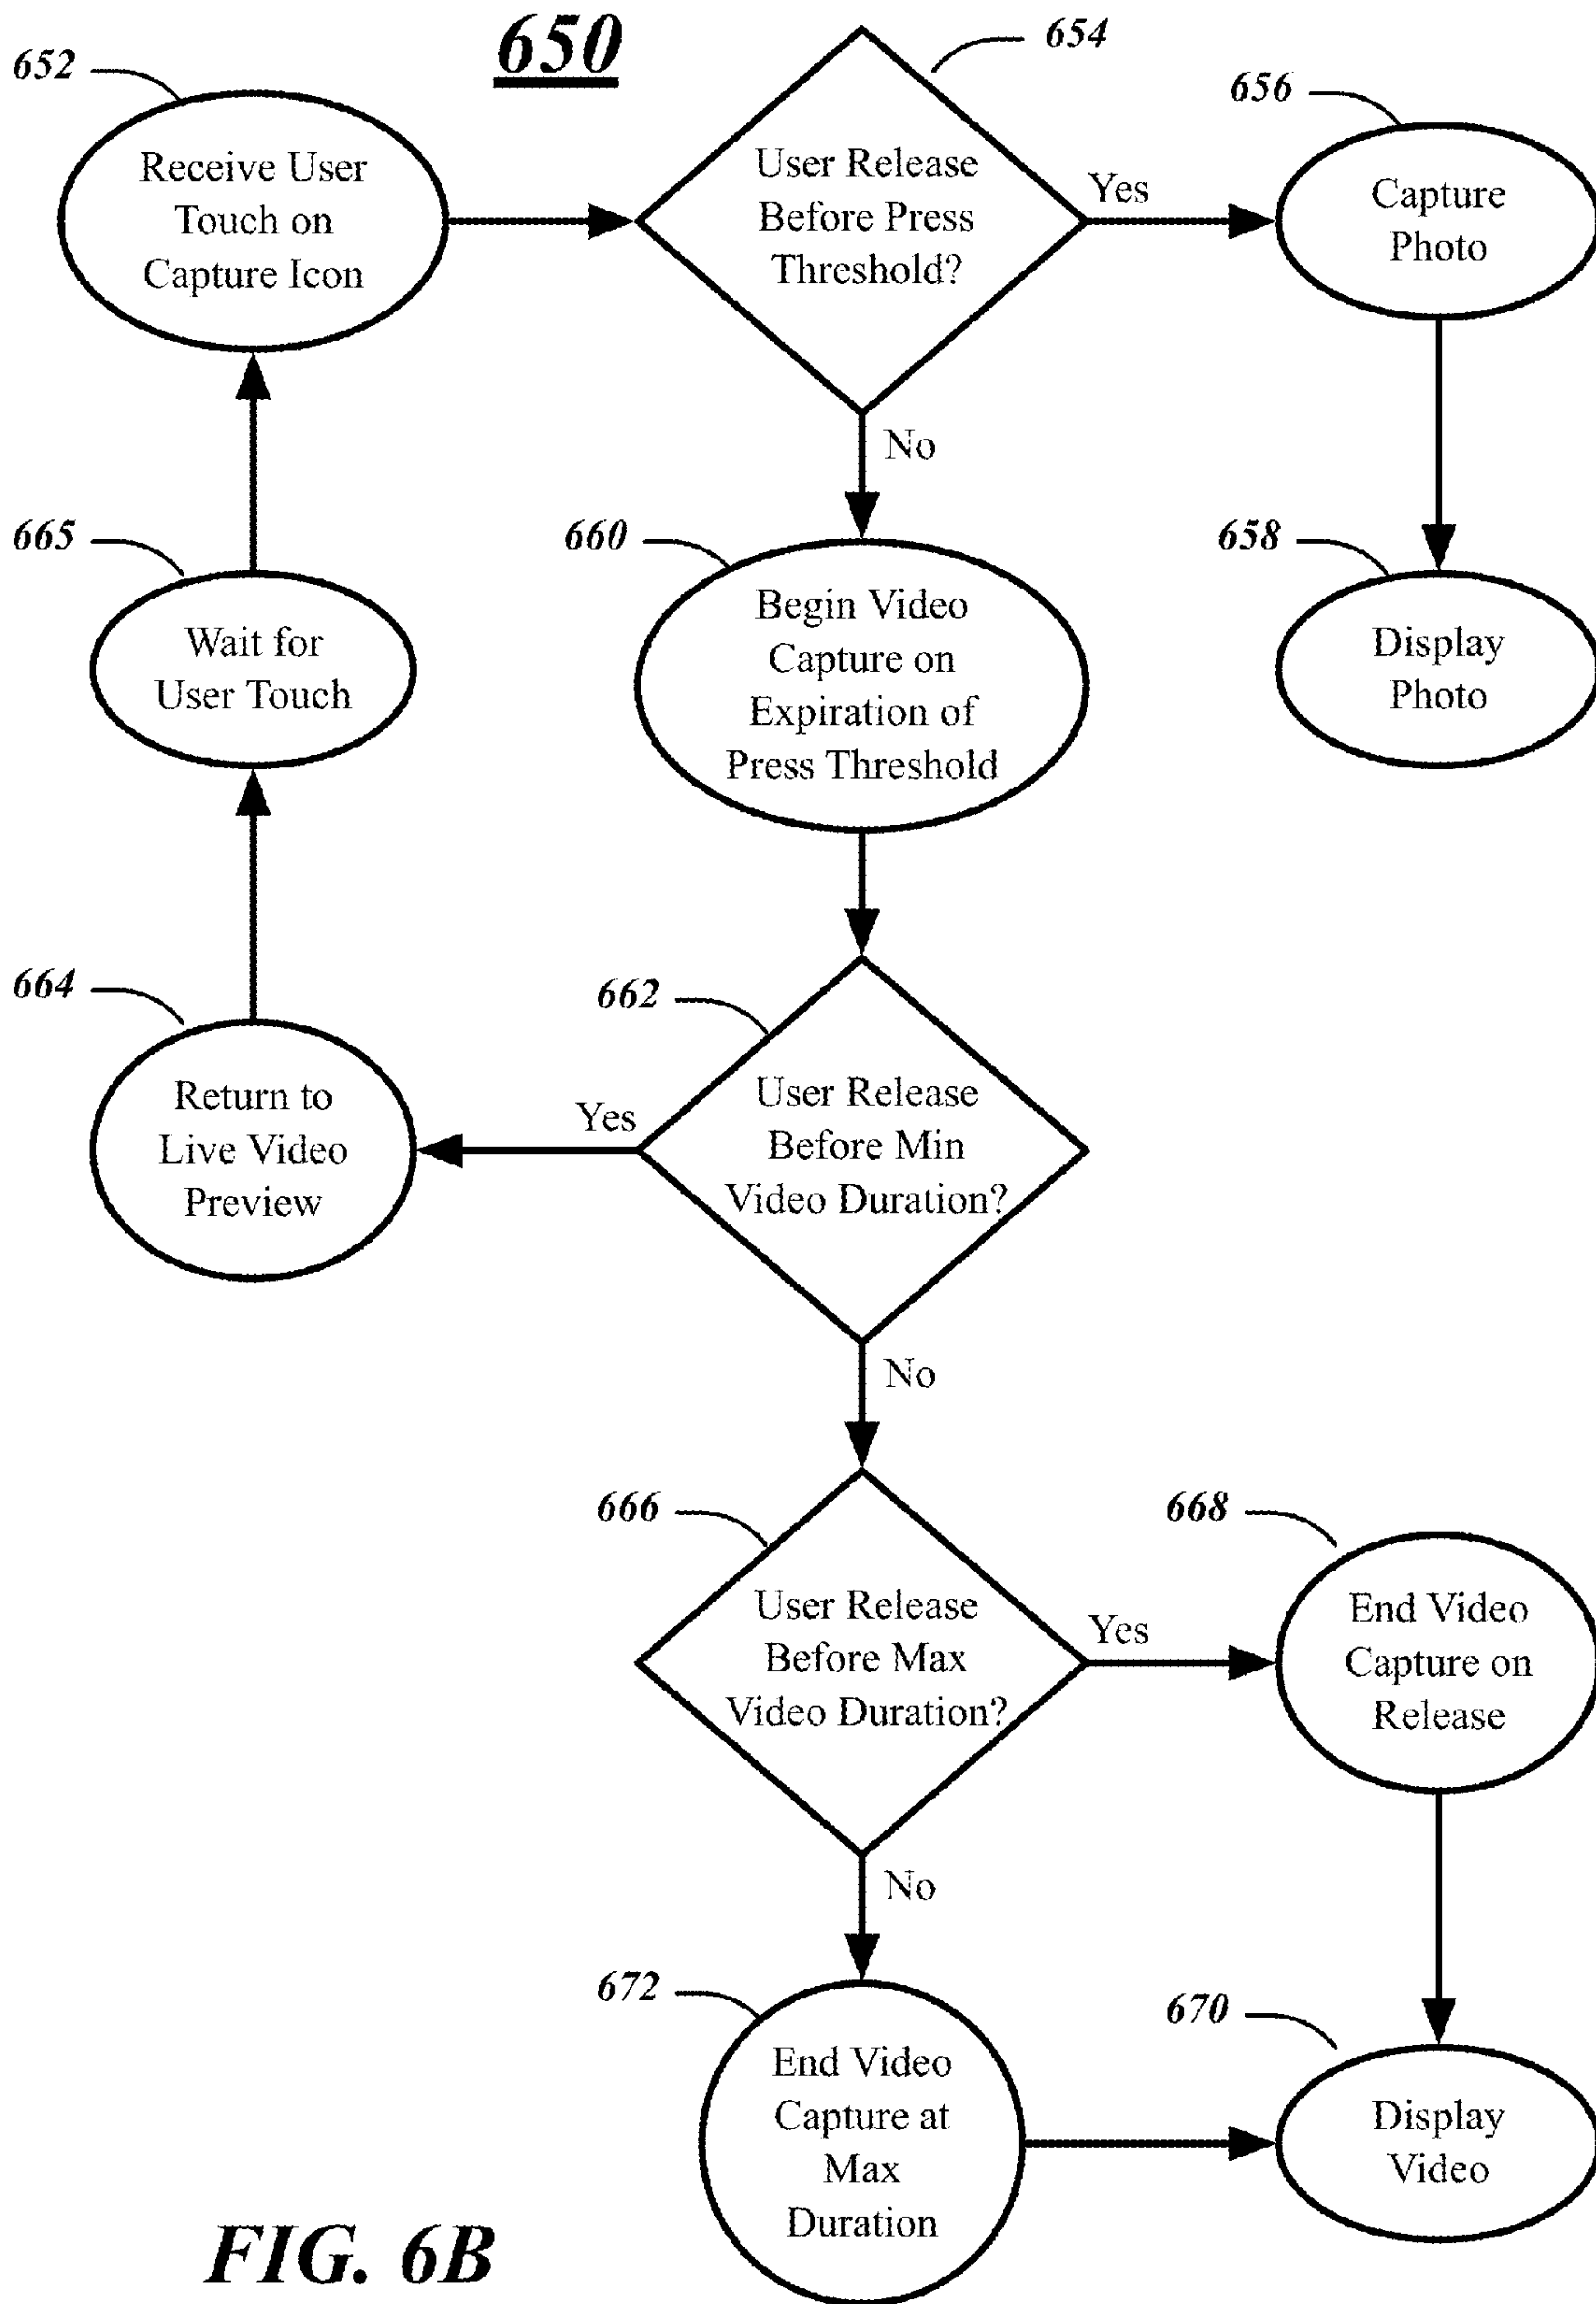 650
652
Receive User
Touch on
Capture Icon
654
User Release
Before Press
Threshold?
Yes
656
Capture
Photo
No
665
Wait for
User Touch
660
Begin Video
Capture on
Expiration of
Press Threshold
658
Display
Photo
664
Return to
Live Video
Preview
Yes
662
User Release
Before Min
Video Duration?
No
666
User Release
Before Max
Video Duration?
Yes
668
End Video
Capture on
Release
No
672
End Video
Capture at
Max
Duration
670
Display
Video
FIG. 6B